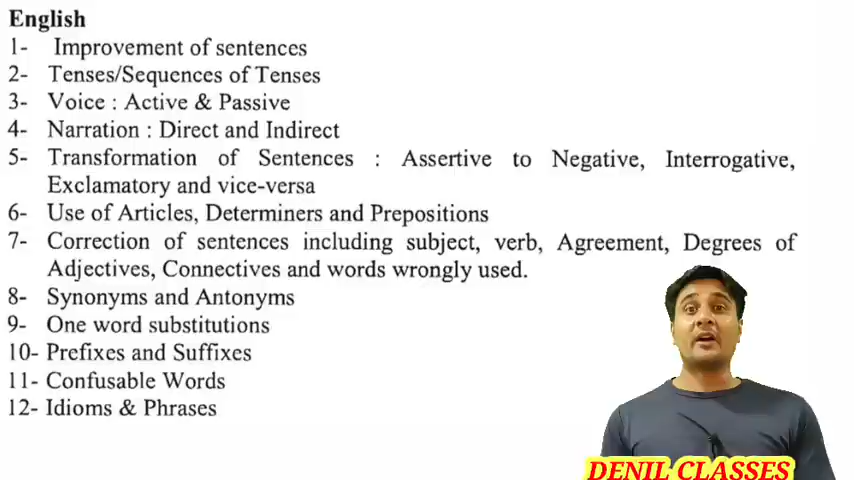 English
1- Improvement of sentences
2- Tenses/Sequences of Tenses
3- Voice : Active & Passive
4- Narration : Direct and Indirect
5- Transformation of Sentences : Assertive to Negative, Interrogative,
Exclamatory and vice-versa
6- Use of Articles, Determiners and Prepositions
7- Correction of sentences including subject, verb, Agreement, Degrees of
Adjectives, Connectives and words wrongly used.
8- Synonyms and Antonyms
9- One word substitutions
10- Prefixes and Suffixes
11- Confusable Words
12- Idioms & Phrases
DENIL CLASSES